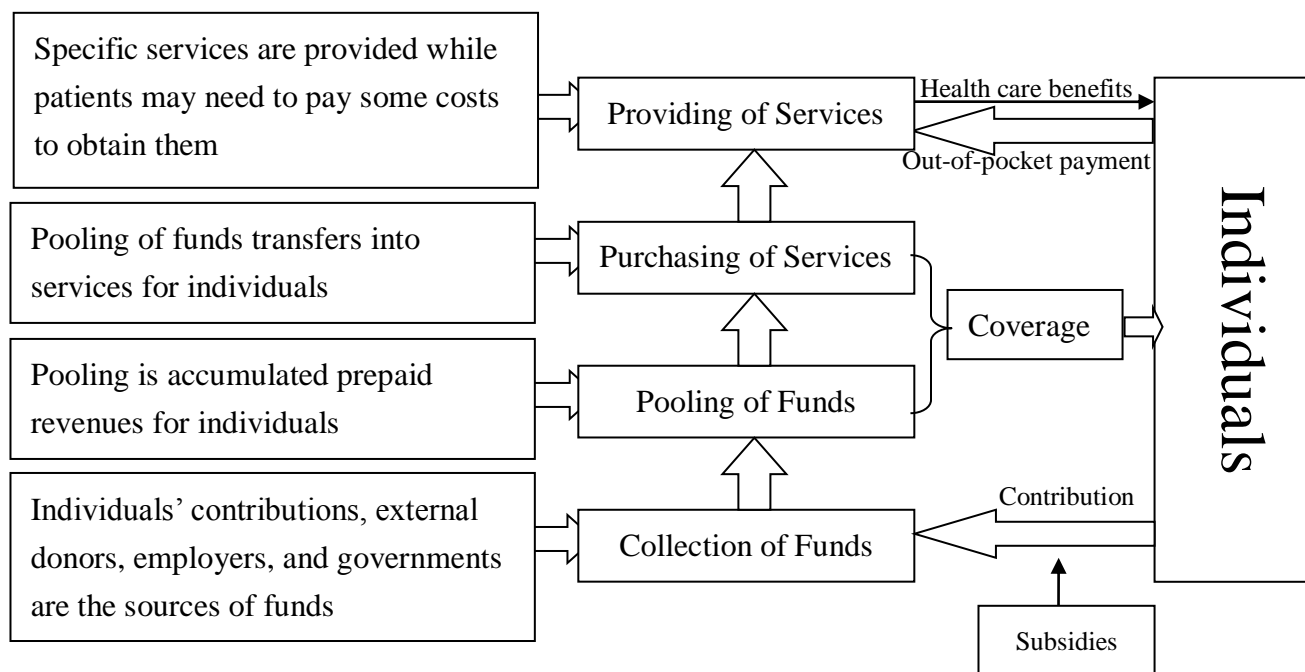 Specific services are provided while
patients may need to pay some costs
to obtain them
Providing of Services
Health care benefits
Out-of-pocket payment
Pooling of funds transfers into
services for individuals
Purchasing of Services
Coverage
Pooling is accumulated prepaid
revenues for individuals
Pooling of Funds
Individuals’ contributions, external
donors, employers, and governments
are the sources of funds
Collection of Funds
Contribution
Subsidies
Individuals